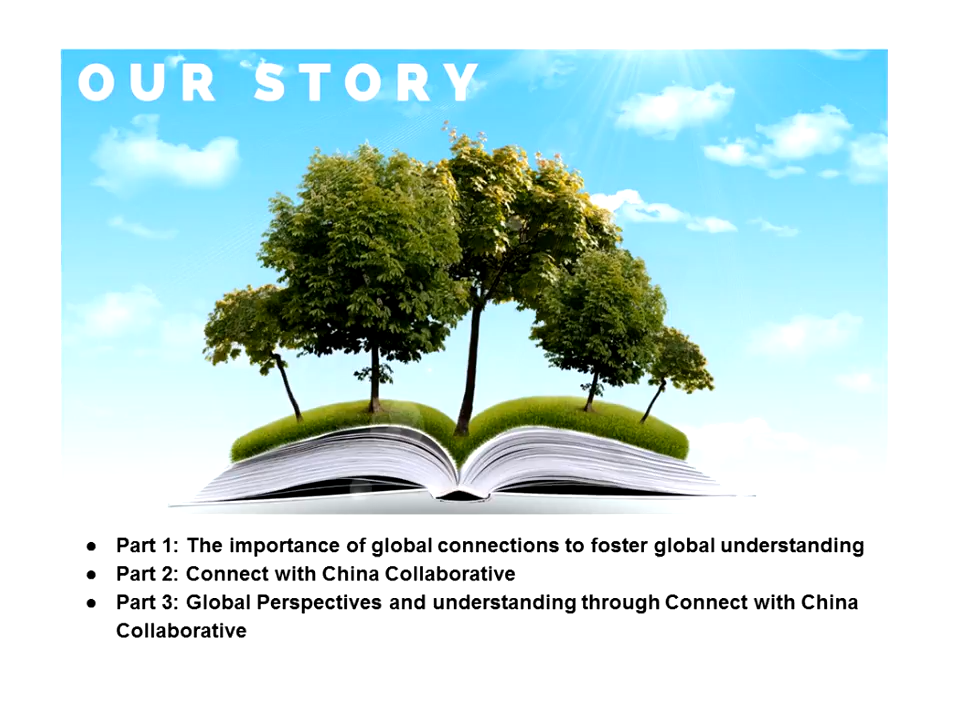 OUR STORY
● Part 1: The importance of global connections to foster global understanding
● Part 2: Connect with China Collaborative
● Part 3: Global Perspectives and understanding through Connect with China
Collaborative